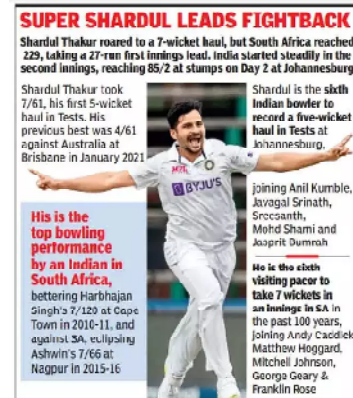 SUPER SHARDUL LEADS FIGHTBACK
Shardul Thakur roared to a 7-wicket haul, but South Africa reached
229, taking a 27-run first innings lead. India started steadily in the
second innings, reaching 85/2 at stumps on Day 2 at Johannesburg
Shardul Thakur took
7/61, his first 5-wicket
haul in Tests. His
previous best was 4/61
against Australia at
Brisbane in January 2021
His is the
top bowling
performance
by an Indian in
South Africa,
bettering Harbhajan
Singh's 7/120 at Cape
Town in 2010-11, and
against SA, eclipsing
Ashwin's 7/66 at
Nagpur in 2015-16
BYJU'S
Shardul is the sixth
Indian bowler to
record a five-wicket
haul in Tests at
Johannesburg,
joining Anil Kumble,
Javagal Srinath,
Sreesanth,
Mohd Shami and
Jasprit Bumrah
He is the sixth
visiting pacer to
take 7 wickets in
an innings in SA in
the past 100 years,
joining Andy Caddick
Matthew Hoggard,
Mitchell Johnson,
George Geary &
Franklin Rose